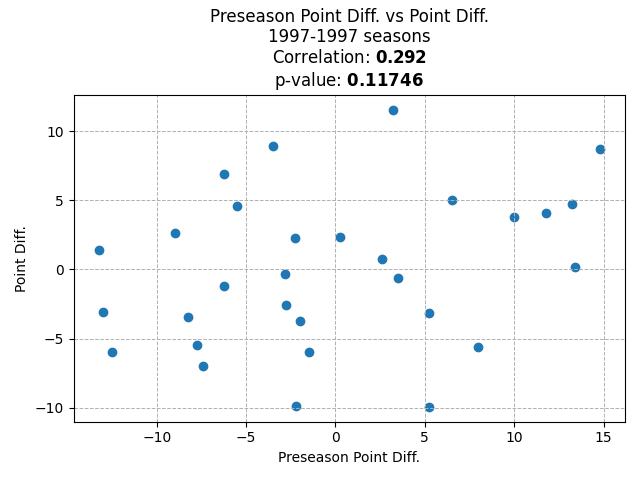 Preseason Point Diff. vs Point Diff.
1997-1997 seasons
Correlation: 0.292
p-value: 0.11746
10
5
0
−5
−10
Point Diff.
−10 −5 0 5 10 15
Preseason Point Diff.